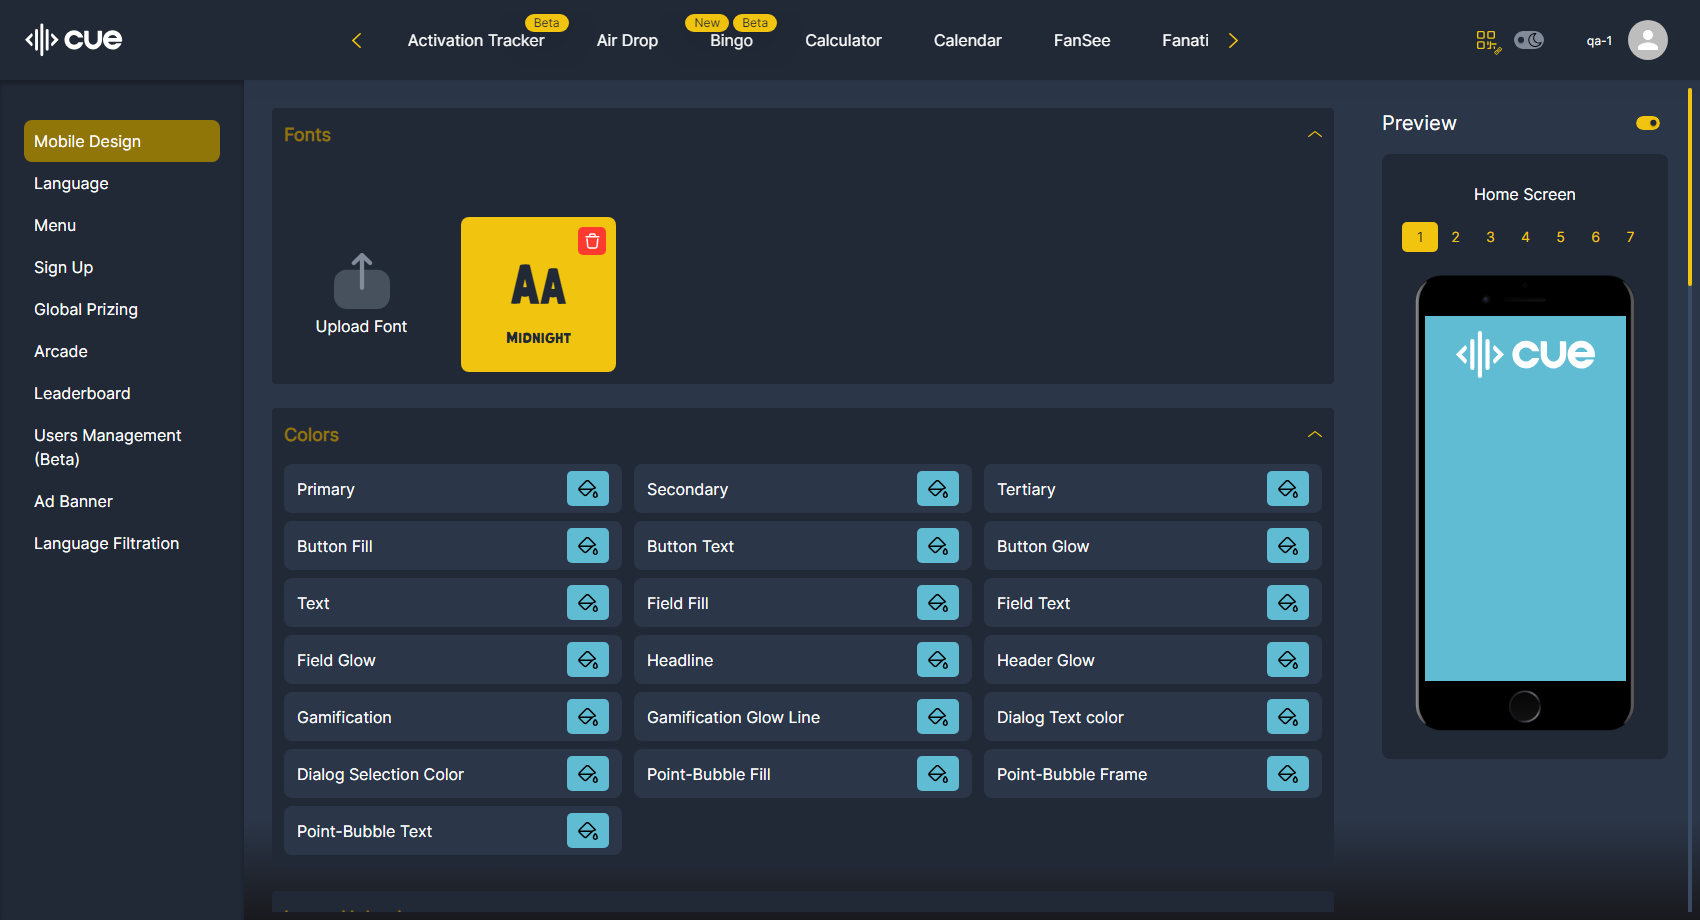 cue
Beta
New
Beta
Activation Tracker
Air Drop
Bingo
Calculator
Calendar
FanSee
Fanati
qa-1
Mobile Design
Language
Menu
Sign Up
Global Prizing
Arcade
Leaderboard
Users Management
(Beta)
Ad Banner
Language Filtration
Fonts
Upload Font
AA
MIDNIGHT
Colors
Primary
Secondary
Tertiary
Button Fill
Button Text
Button Glow
Text
Field Fill
Field Text
Field Glow
Headline
Header Glow
Gamification
Gamification Glow Line
Dialog Text color
Dialog Selection Color
Point-Bubble Fill
Point-Bubble Frame
Point-Bubble Text
Preview
Home Screen
1 2 3 4 5 6 7
cue